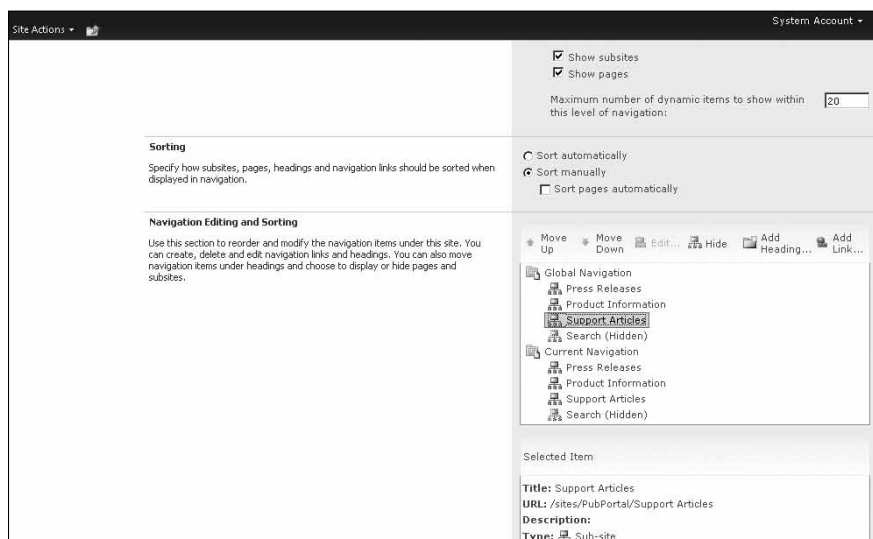 Site Actions
System Account
Show subsites
Show pages
Maximum number of dynamic items to show within
this level of navigation:
20
Sorting
Specify how subsites, pages, headings and navigation links should be sorted when
displayed in navigation.
Sort automatically
Sort manually
Sort pages automatically
Navigation Editing and Sorting
Use this section to reorder and modify the navigation items under this site. You
can create, delete and edit navigation links and headings. You can also move
navigation items under headings and choose to display or hide pages and
subsites.
Move Up
Move Down
Edit...
Hide
Add Heading...
Add Link...
Global Navigation
Press Releases
Product Information
Support Articles
Search (Hidden)
Current Navigation
Press Releases
Product Information
Support Articles
Search (Hidden)
Selected Item
Title: Support Articles
URL: /sites/PubPortal/Support Articles
Description:
Type: Sub-site